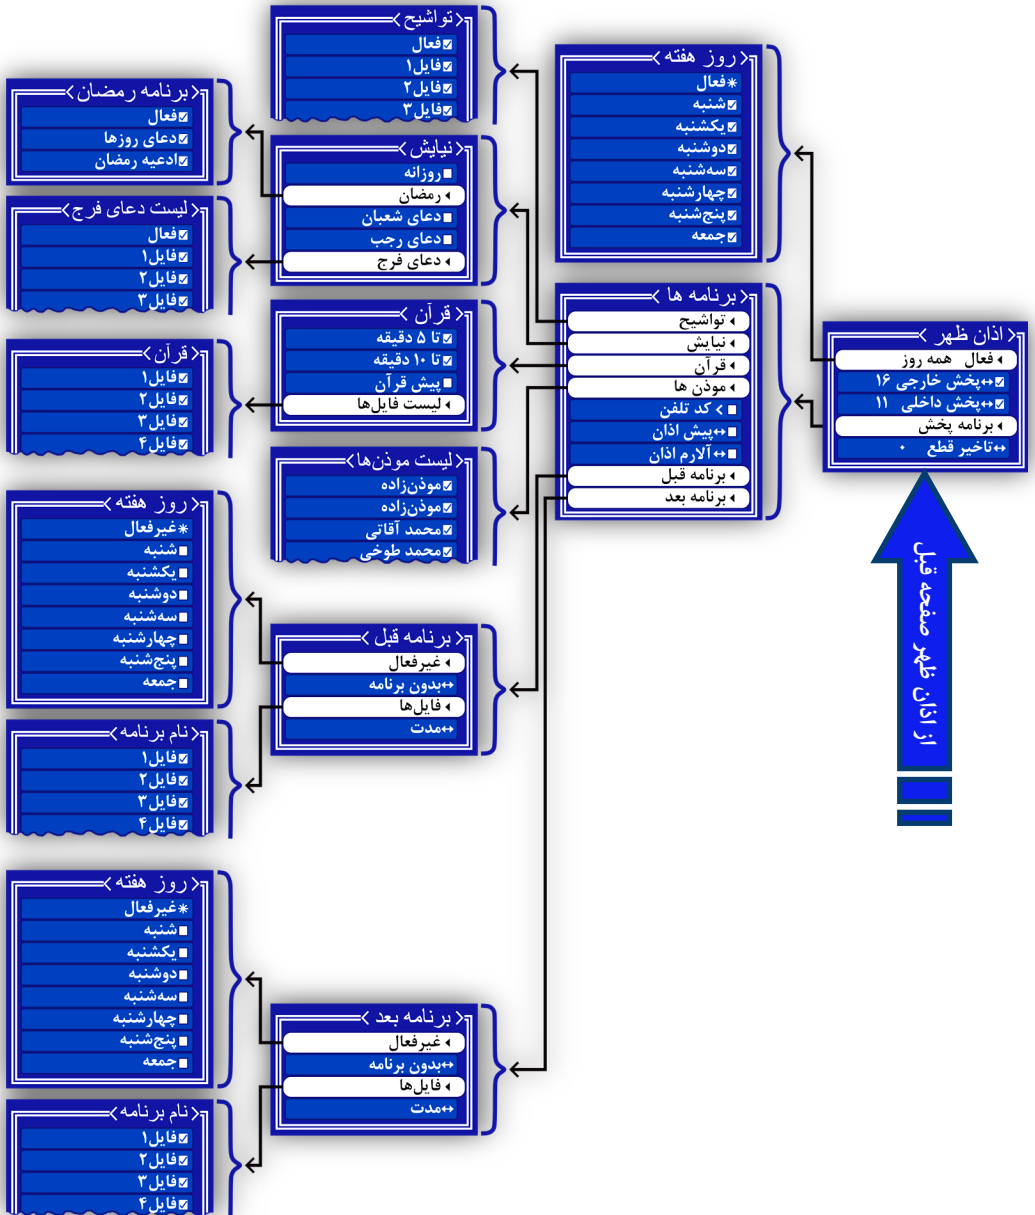 اذان ظهر
فعال همه روز
پخش خارجی ۱۶
پخش داخلی ۱۱
برنامه پخش
تاخیر قطع ۰
از اذان ظهر صفحه قبل
روز هفته
فعال
شنبه
یکشنبه
دوشنبه
سه‌شنبه
چهارشنبه
پنج‌شنبه
جمعه
برنامه ها
تواشیح
نیایش
قرآن
موذن ها
> کد تلفن
پیش اذان
آلارم اذان
برنامه قبل
برنامه بعد
تواشیح
فعال
فایل۱
فایل۲
فایل۳
نیایش
روزانه
رمضان
دعای شعبان
دعای رجب
دعای فرج
قرآن
تا ۵ دقیقه
تا ۱۰ دقیقه
پیش قرآن
لیست فایل‌ها
لیست موذن‌ها
موذن‌زاده
موذن‌زاده
محمد آقاتی
محمد طوخی
برنامه قبل
غیرفعال
بدون برنامه
فایل‌ها
مدت
برنامه بعد
غیرفعال
بدون برنامه
فایل‌ها
مدت
برنامه رمضان
فعال
دعای روزها
ادعیه رمضان
لیست دعای فرج
فعال
فایل۱
فایل۲
فایل۳
قرآن
فایل۱
فایل۲
فایل۳
فایل۴
روز هفته
غیرفعال
شنبه
یکشنبه
دوشنبه
سه‌شنبه
چهارشنبه
پنج‌شنبه
جمعه
نام برنامه
فایل۱
فایل۲
فایل۳
فایل۴
روز هفته
غیرفعال
شنبه
یکشنبه
دوشنبه
سه‌شنبه
چهارشنبه
پنج‌شنبه
جمعه
نام برنامه
فایل۱
فایل۲
فایل۳
فایل۴